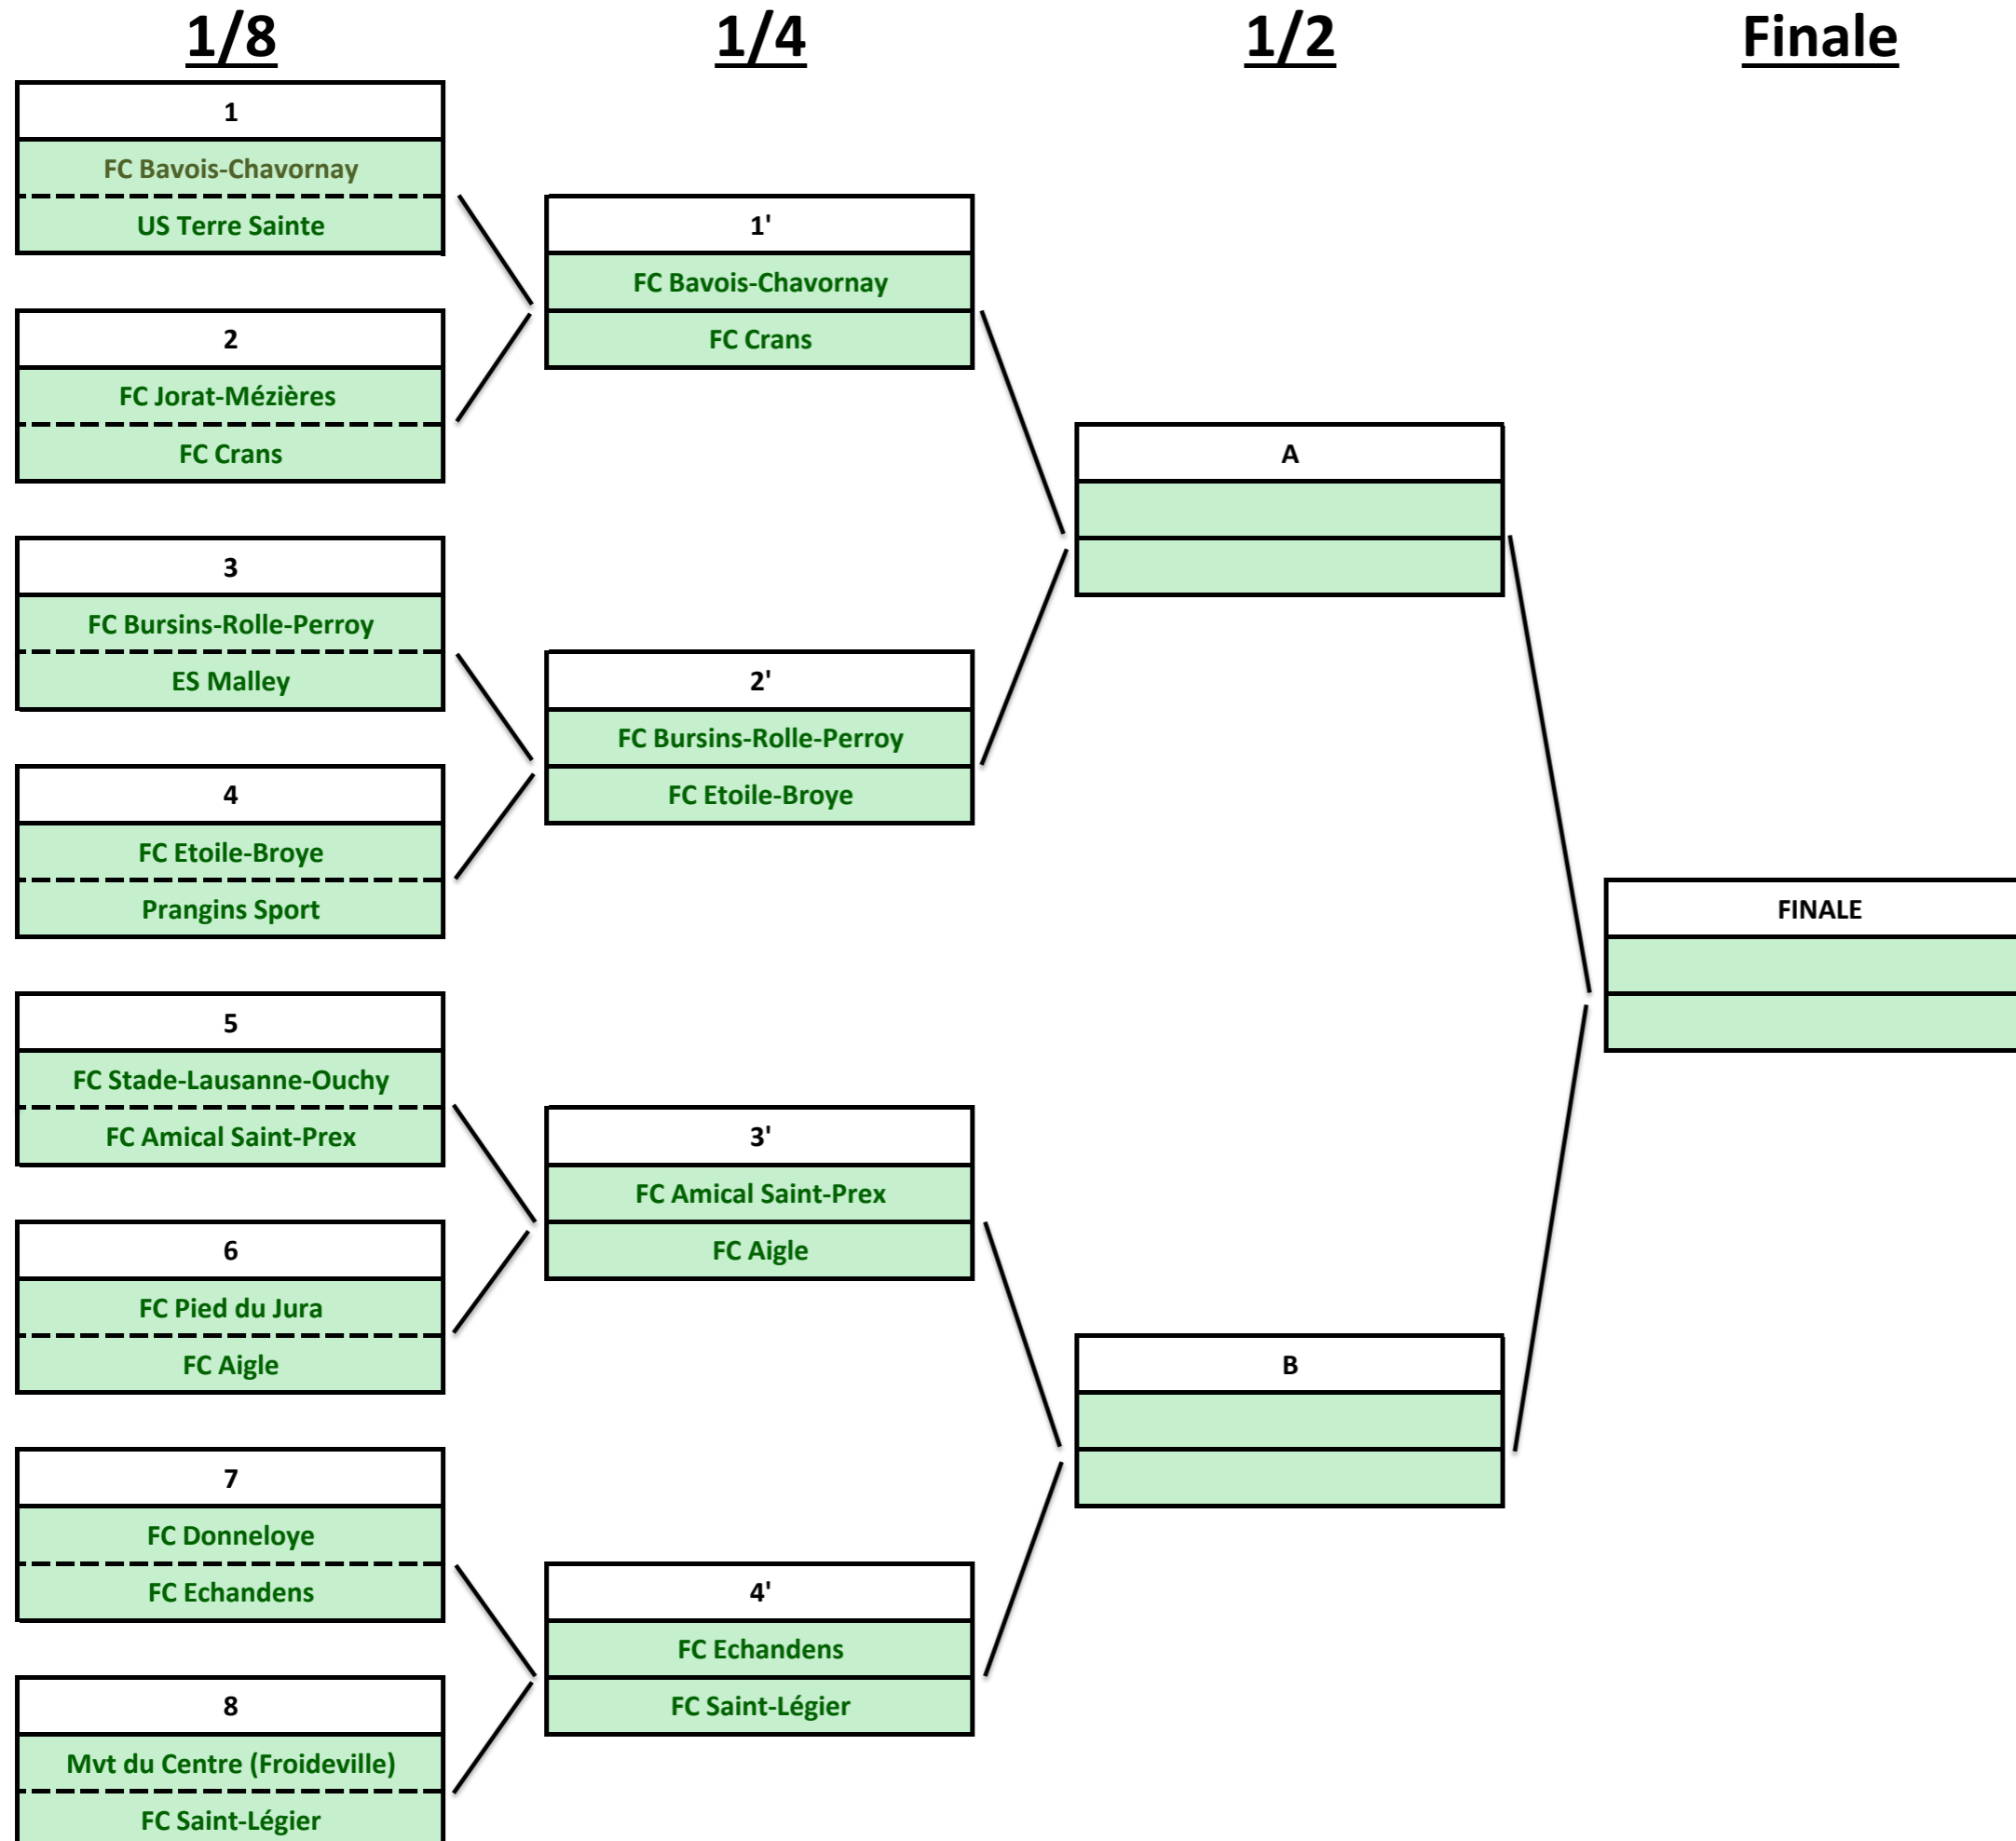 1/8
1/4
1/2
Finale
1
FC Bavois-Chavornay
US Terre Sainte
2
FC Jorat-Mézières
FC Crans
3
FC Bursins-Rolle-Perroy
ES Malley
4
FC Etoile-Broye
Prangins Sport
5
FC Stade-Lausanne-Ouchy
FC Amical Saint-Prex
6
FC Pied du Jura
FC Aigle
7
FC Donneloye
FC Echandens
8
Mvt du Centre (Froideville)
FC Saint-Légier
1'
FC Bavois-Chavornay
FC Crans
2'
FC Bursins-Rolle-Perroy
FC Etoile-Broye
3'
FC Amical Saint-Prex
FC Aigle
4'
FC Echandens
FC Saint-Légier
A
B
FINALE